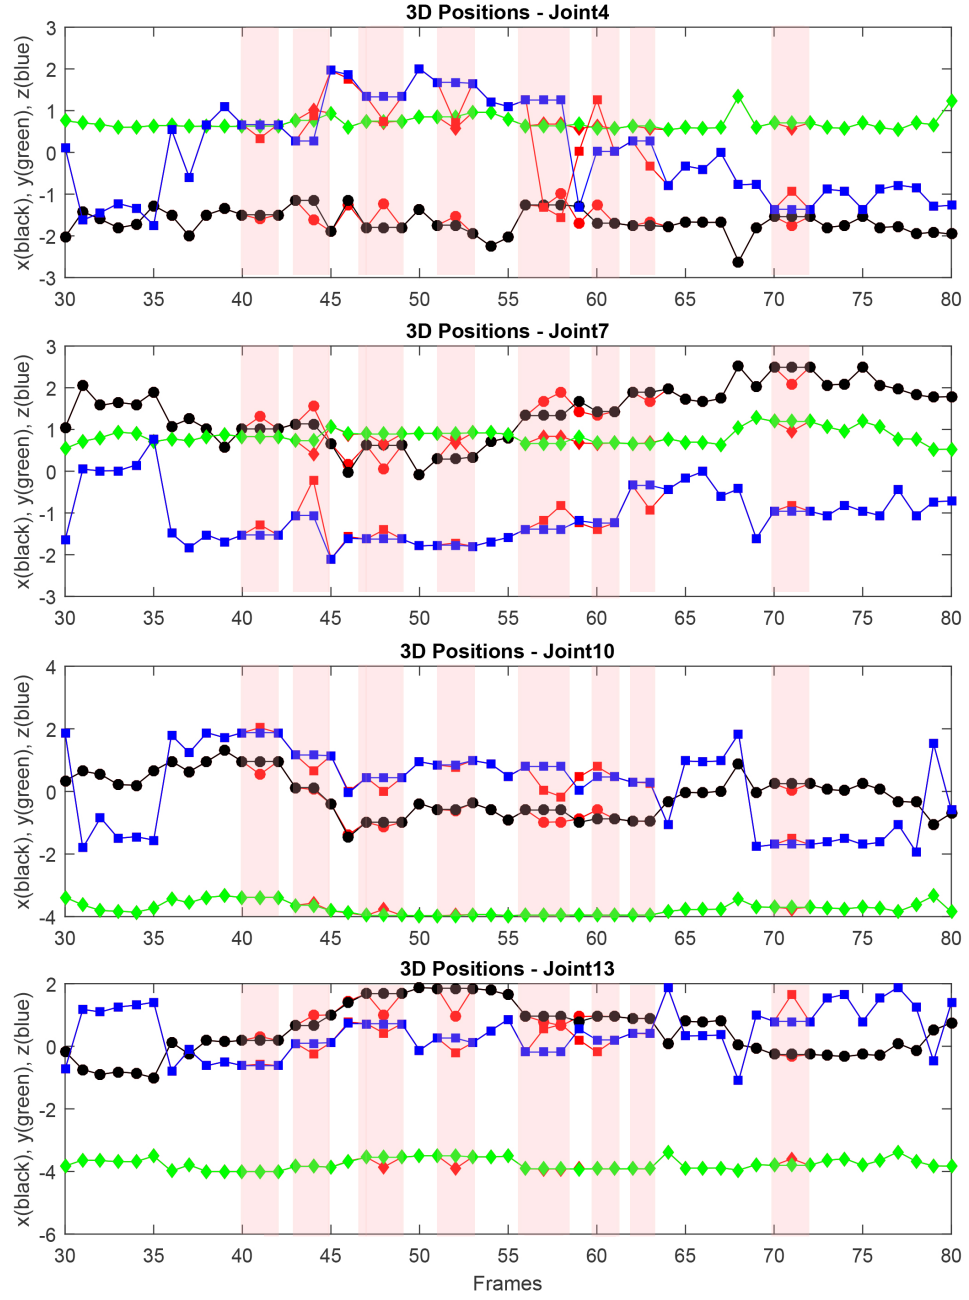 3D Positions - Joint4
x(black), y(green), z(blue)
3
2
1
0
-1
-2
-3
30 35 40 45 50 55 60 65 70 75 80
3D Positions - Joint7
x(black), y(green), z(blue)
3
2
1
0
-1
-2
-3
30 35 40 45 50 55 60 65 70 75 80
3D Positions - Joint10
x(black), y(green), z(blue)
4
2
0
-2
-4
30 35 40 45 50 55 60 65 70 75 80
3D Positions - Joint13
x(black), y(green), z(blue)
2
0
-2
-4
-6
30 35 40 45 50 55 60 65 70 75 80
Frames